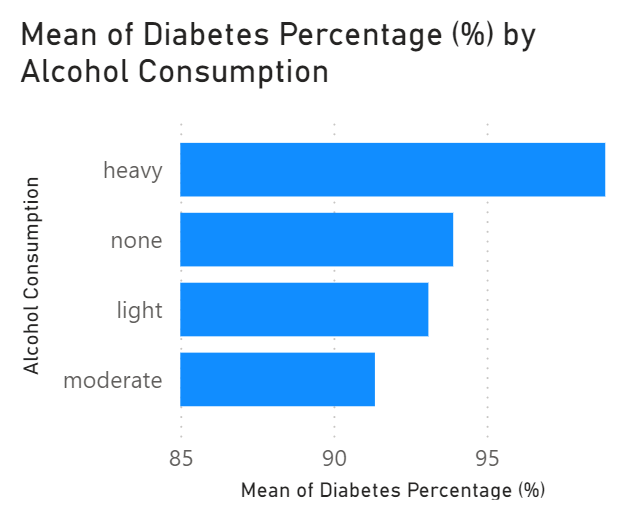 Mean of Diabetes Percentage (%) by
Alcohol Consumption
Alcohol Consumption
heavy
none
light
moderate
85 90 95
Mean of Diabetes Percentage (%)